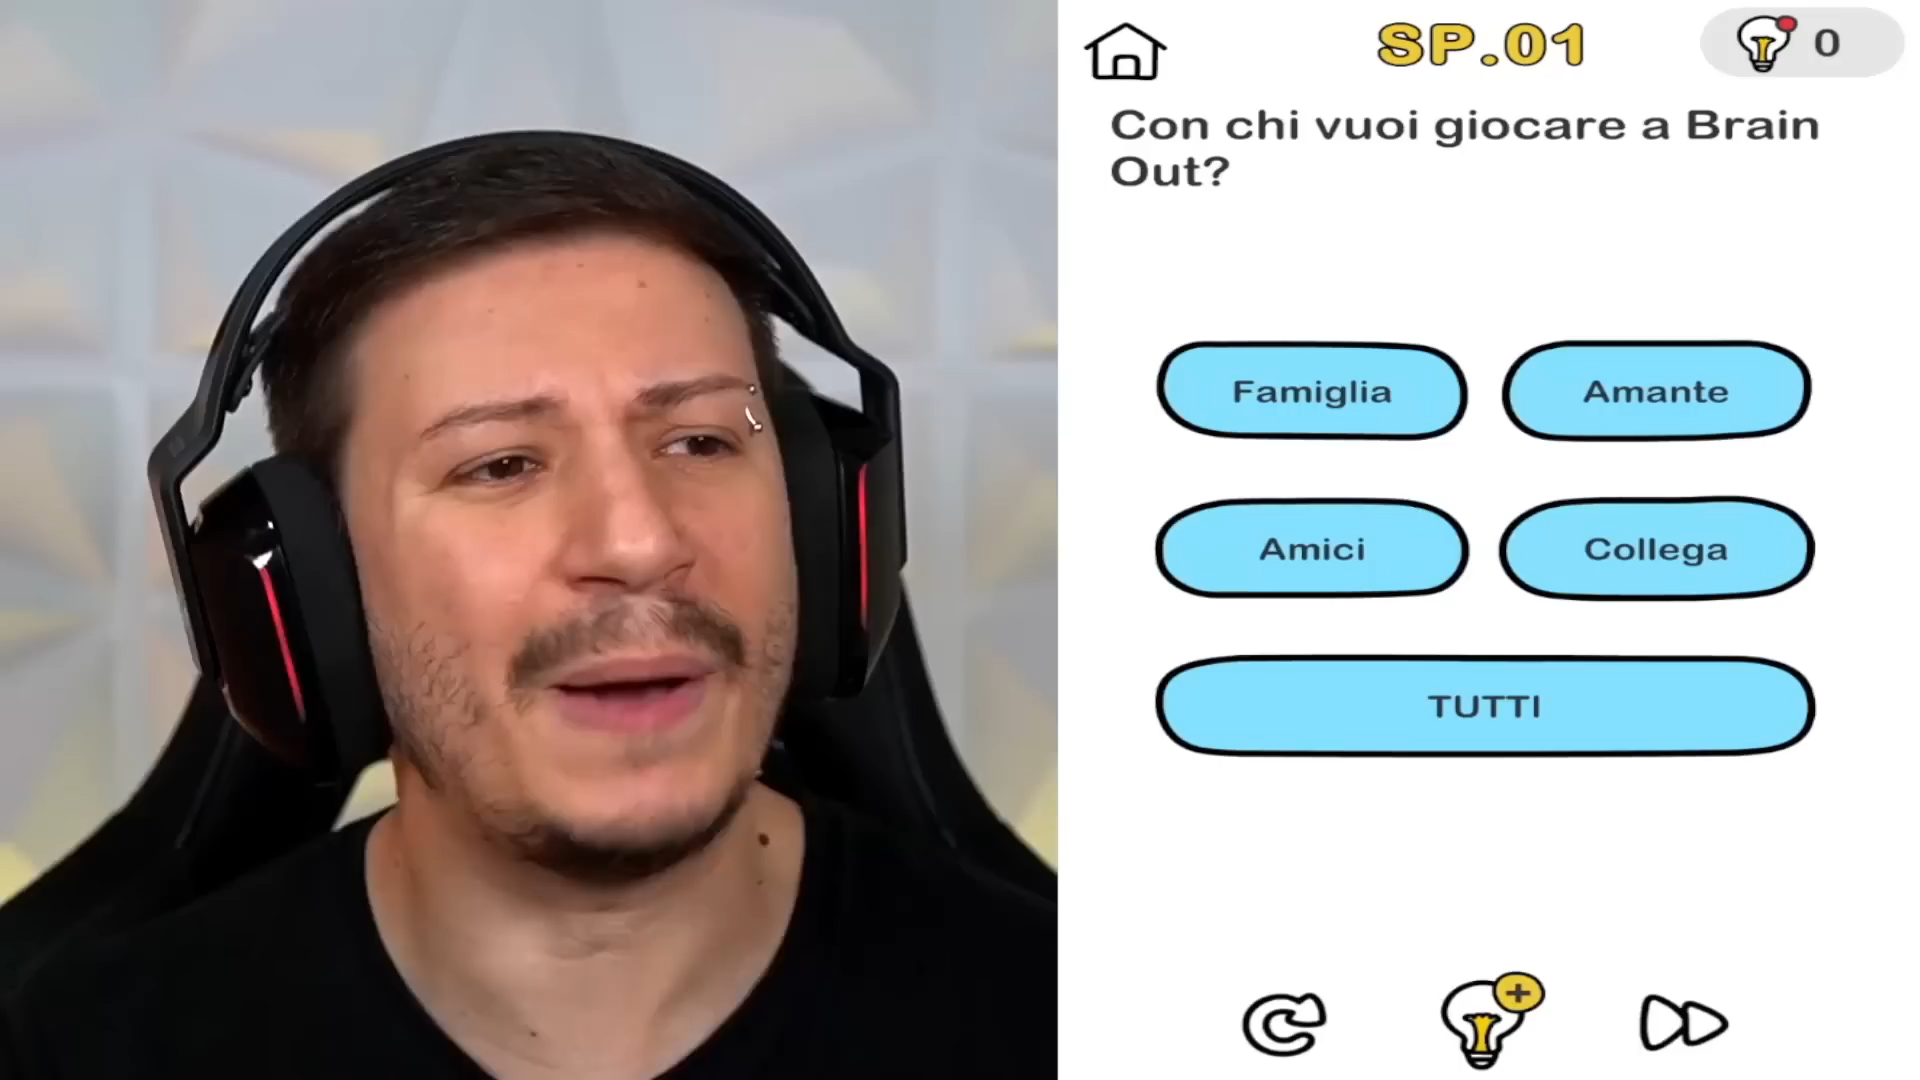 SP.01
0
Con chi vuoi giocare a Brain
Out?
Famiglia
Amante
Amici
Collega
TUTTI